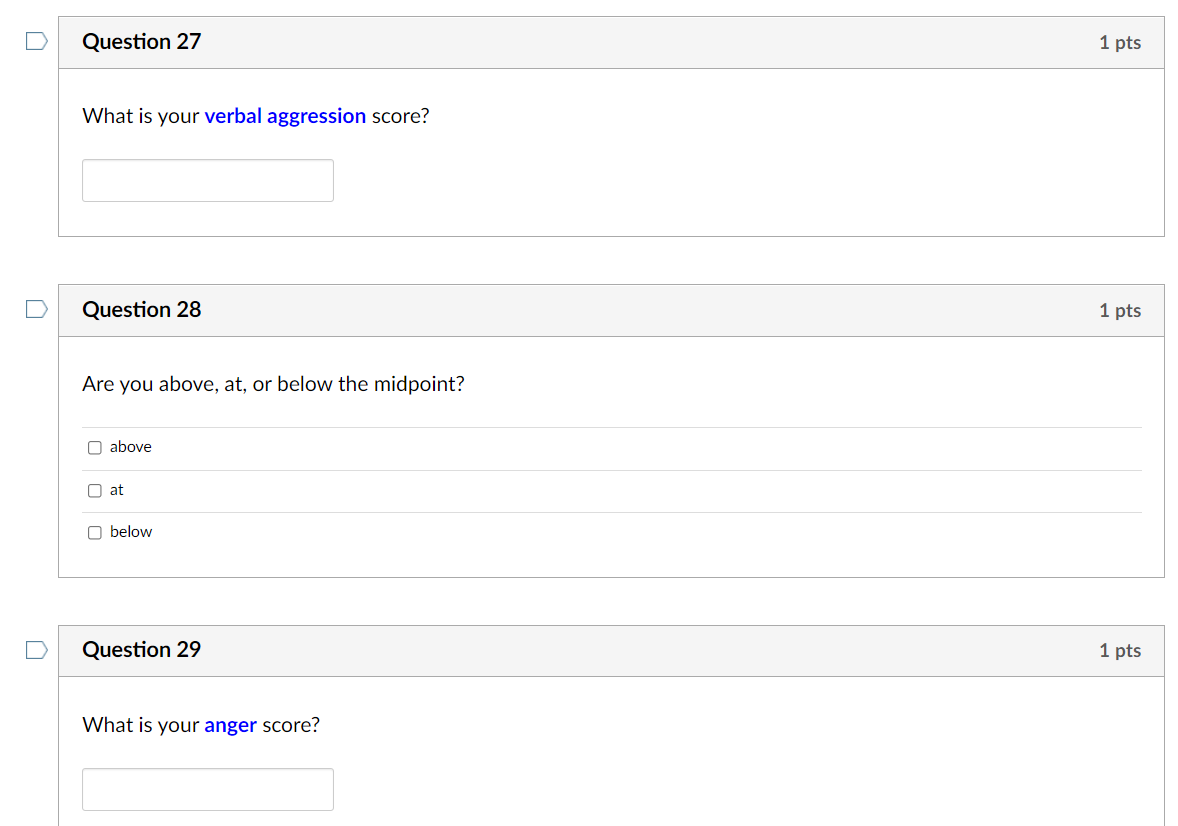 Question 27
1 pts
What is your verbal aggression score?
Question 28
1 pts
Are you above, at, or below the midpoint?
above
at
below
Question 29
1 pts
What is your anger score?